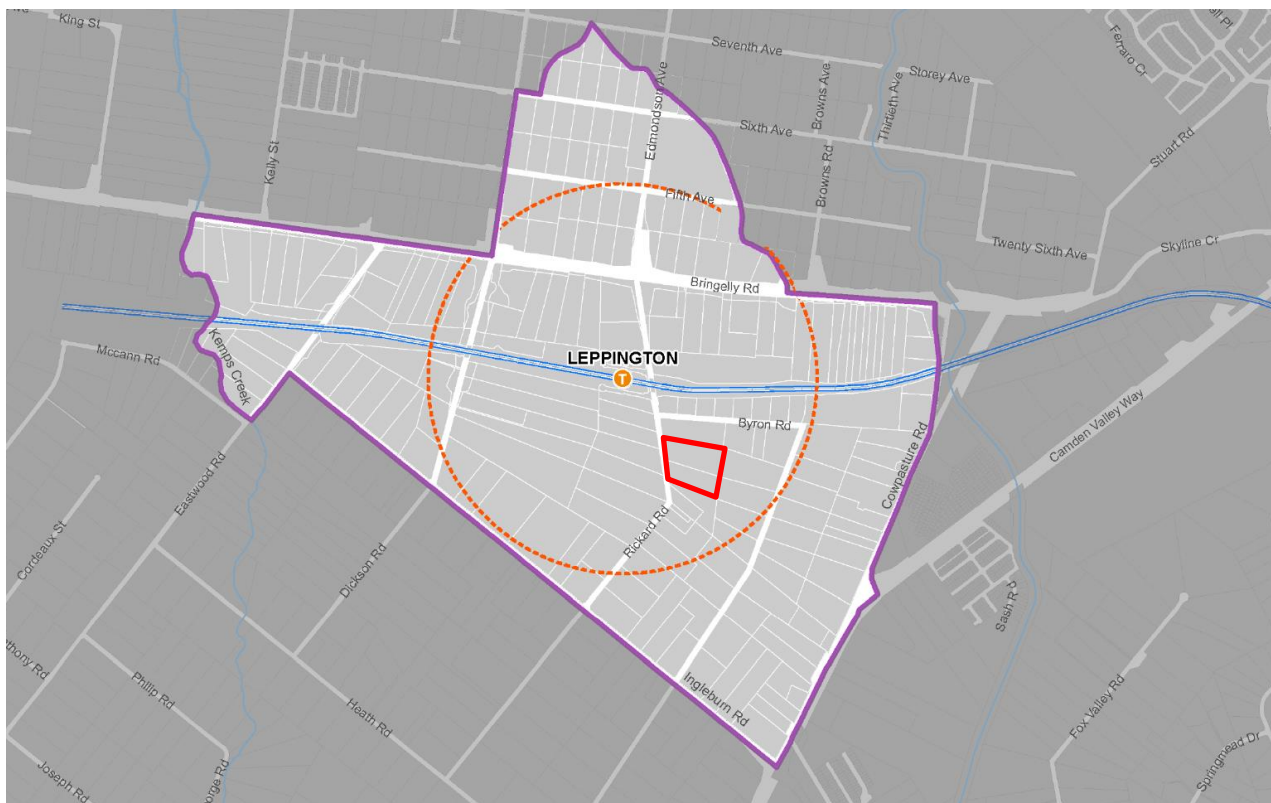 King St
Seventh Ave
Storey Ave
Ferraro Cr
Edmondson Ave
Browns Ave
Thirtieth Ave
Sixth Ave
Kelly St
Stuart Rd
Browns Rd
Fifth Ave
Twenty Sixth Ave
Skyline Cr
Bringelly Rd
Mccann Rd
Kemps Creek
LEPPINGTON
T
Byron Rd
Camden Valley Way
Cowpasture Rd
Eastwood Rd
Rickard Rd
Cordeaux St
Dickson Rd
Sash Rd
Philip Rd
Heath Rd
Ingleburn Rd
Fox Valley Rd
Springmead Dr
Joseph Rd